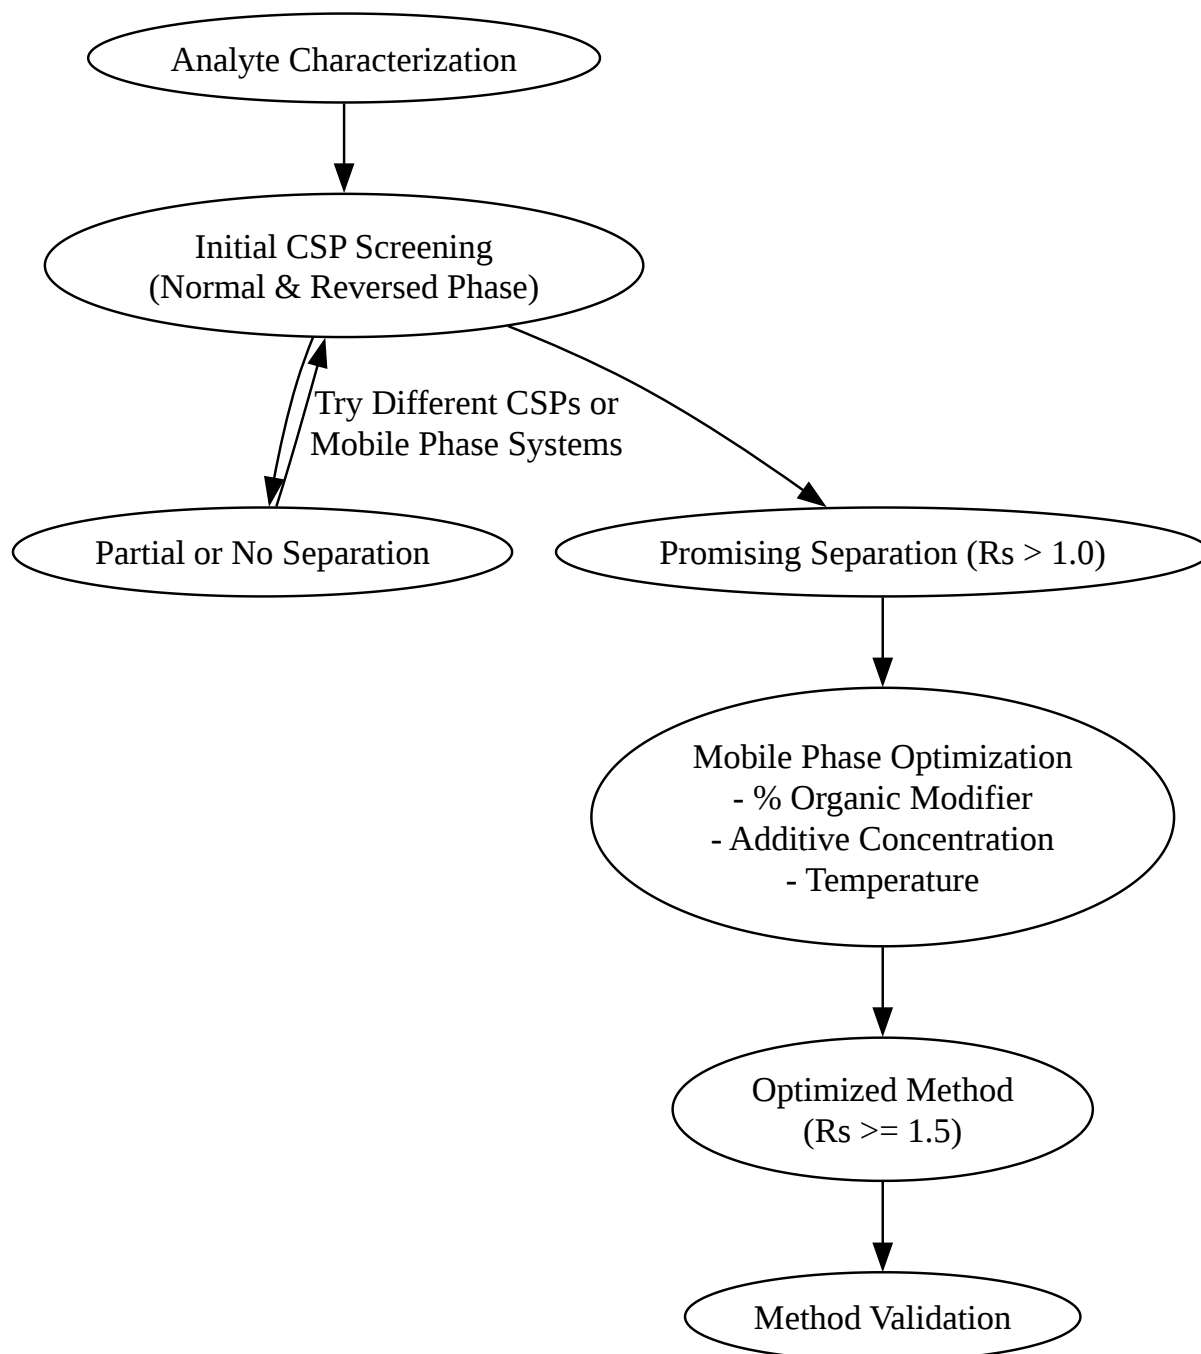 Analyte Characterization
Initial CSP Screening
(Normal & Reversed Phase)
Try Different CSPs or
Mobile Phase Systems
Partial or No Separation
Promising Separation (Rs > 1.0)
Mobile Phase Optimization
- % Organic Modifier
- Additive Concentration
- Temperature
Optimized Method
(Rs >= 1.5)
Method Validation